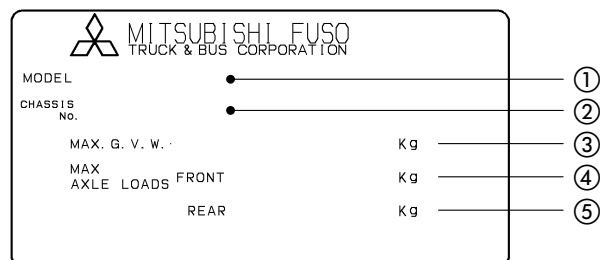 MITSUBISHI FUSO
TRUCK & BUS CORPORATION
MODEL ①
CHASSIS
No. ②
MAX. G. V. W. Kg ③
MAX
AXLE LOADS FRONT Kg ④
REAR Kg ⑤